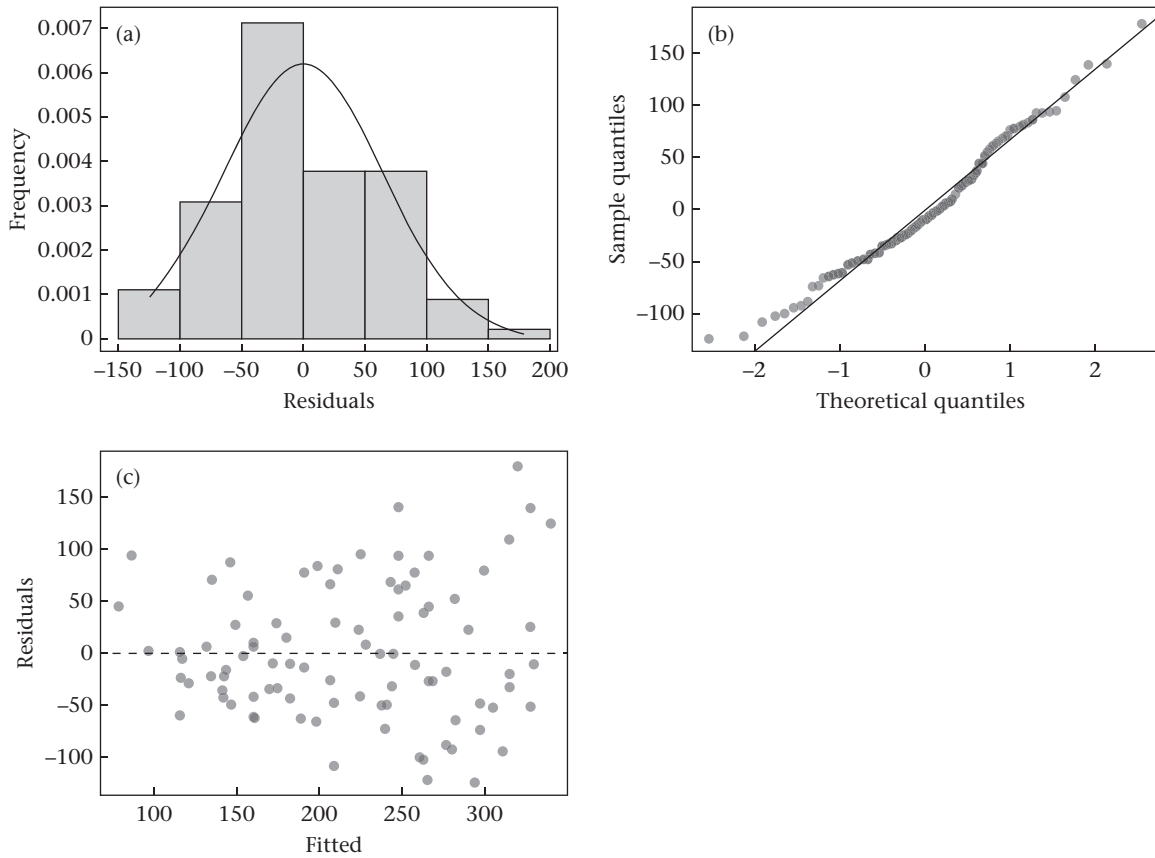 (a)
0.007
0.006
0.005
0.004
0.003
0.002
0.001
0
Frequency
−150 −100 −50 0 50 100 150 200
Residuals
(b)
150
100
50
0
−50
−100
Sample quantiles
−2 −1 0 1 2
Theoretical quantiles
(c)
150
100
50
0
−50
−100
Residuals
100 150 200 250 300
Fitted